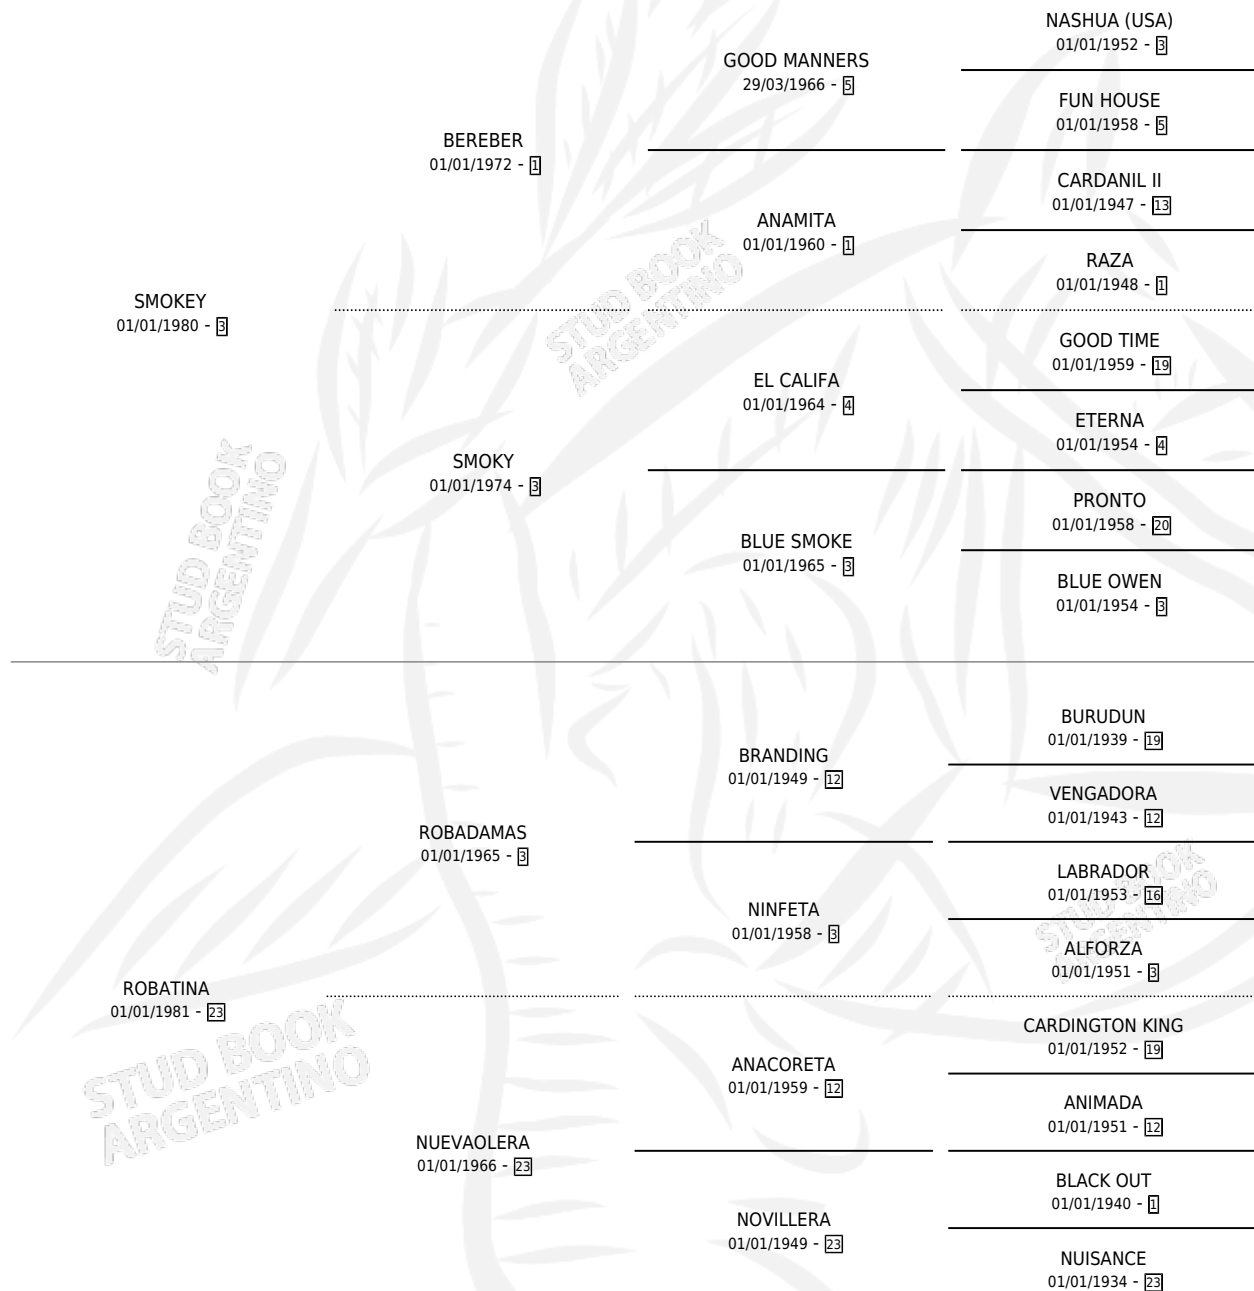 NASHUA (USA)
01/01/1952 - 3
GOOD MANNERS
29/03/1966 - 5
FUN HOUSE
01/01/1958 - 5
BEREBER
01/01/1972 - 1
CARDANIL II
01/01/1947 - 13
ANAMITA
01/01/1960 - 1
RAZA
01/01/1948 - 1
SMOKEY
01/01/1980 - 3
GOOD TIME
01/01/1959 - 19
EL CALIFA
01/01/1964 - 4
ETERNA
01/01/1954 - 4
SMOKY
01/01/1974 - 3
PRONTO
01/01/1958 - 20
BLUE SMOKE
01/01/1965 - 3
BLUE OWEN
01/01/1954 - 3
BURUDUN
01/01/1939 - 19
BRANDING
01/01/1949 - 12
VENGADORA
01/01/1943 - 12
ROBADAMAS
01/01/1965 - 3
LABRADOR
01/01/1953 - 16
NINFETA
01/01/1958 - 3
ALFORZA
01/01/1951 - 3
ROBATINA
01/01/1981 - 23
CARDINGTON KING
01/01/1952 - 19
ANACORETA
01/01/1959 - 12
ANIMADA
01/01/1951 - 12
NUEVAOLERA
01/01/1966 - 23
BLACK OUT
01/01/1940 - 1
NOVILLERA
01/01/1949 - 23
NUISANCE
01/01/1934 - 23
STUD BOOK
ARGENTINO
STUD BOOK
ARGENTINO
STUD BOOK
ARGENTINO
STUD BOOK
ARGENTINO